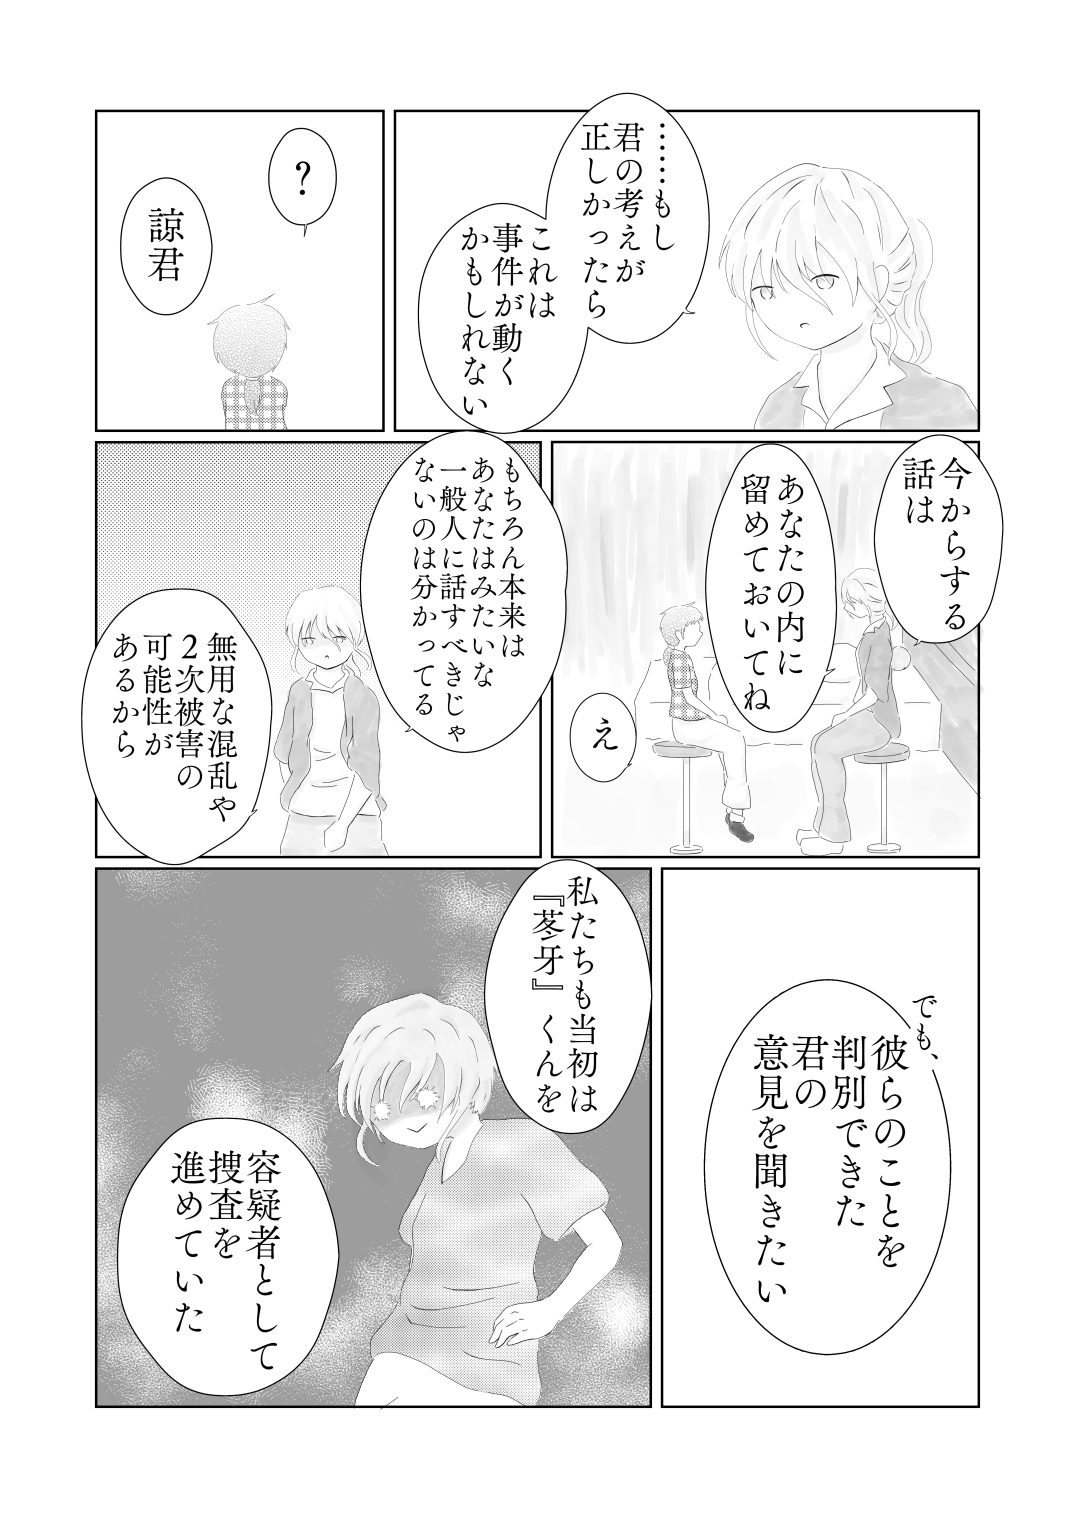 ……もし
君の考えが
正しかったら
これは
事件が動く
かもしれない
？
諒君
今からする
話は
あなたの内に
留めておいてね
え
もちろん本来は
あなたはみたいな
一般人に話すべきじゃ
ないのは分かってる
無用な混乱や
２次被害の
可能性が
あるから
でも、
彼らのことを
判別できた
君の
意見を聞きたい
私たちも当初は
『苳牙』くんを
容疑者として
捜査を
進めていた